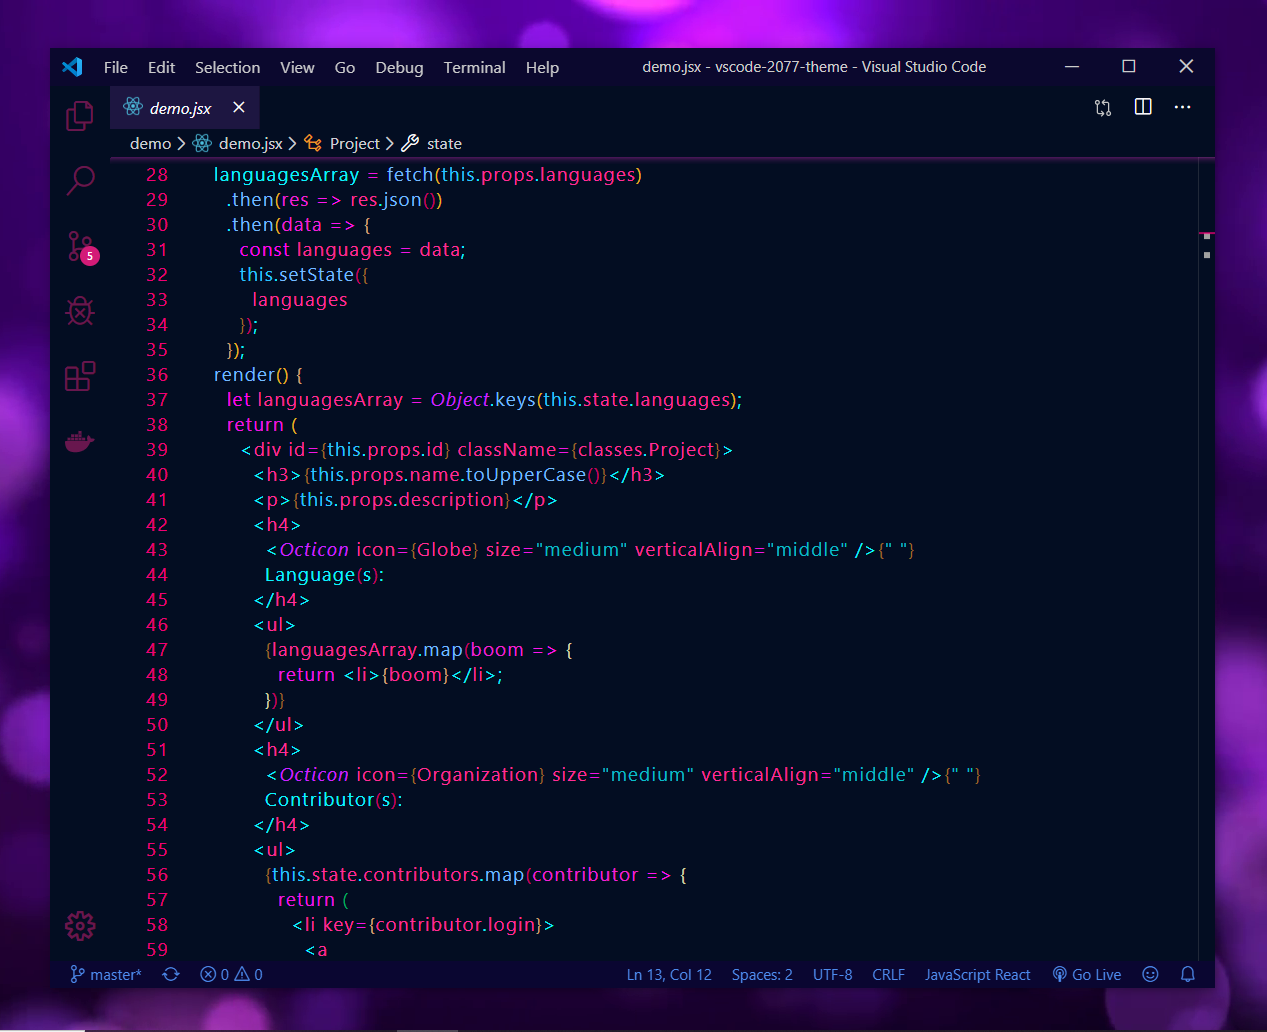 File Edit Selection View Go Debug Terminal Help demo.jsx - vscode-2077-theme - Visual Studio Code
demo.jsx
demo > demo.jsx > Project > state
28 languagesArray = fetch(this.props.languages)
29 .then(res => res.json())
30 .then(data => {
31 const languages = data;
32 this.setState({
33 languages
34 });
35 });
36 render() {
37 let languagesArray = Object.keys(this.state.languages);
38 return (
39 <div id={this.props.id} className={classes.Project}>
40 <h3>{this.props.name.toUpperCase()}</h3>
41 <p>{this.props.description}</p>
42 <h4>
43 <Octicon icon={Globe} size="medium" verticalAlign="middle" />{" "}
44 Language(s):
45 </h4>
46 <ul>
47 {languagesArray.map(boom => {
48 return <li>{boom}</li>;
49 })}
50 </ul>
51 <h4>
52 <Octicon icon={Organization} size="medium" verticalAlign="middle" />{" "}
53 Contributor(s):
54 </h4>
55 <ul>
56 {this.state.contributors.map(contributor => {
57 return (
58 <li key={contributor.login}>
59 <a
5
master* 0 0 Ln 13, Col 12 Spaces: 2 UTF-8 CRLF JavaScript React Go Live